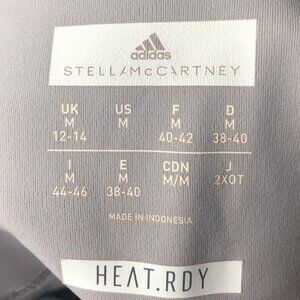 adidas
STELLA McCARTNEY
UK US F D
M M M M
12-14 40-42 38-40
I E CDN J
M M M/M 2XOT
44-46 38-40
MADE IN INDONESIA
HEAT.RDY